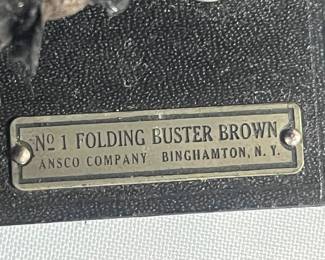 Nº 1 FOLDING BUSTER BROWN
ANSCO COMPANY BINGHAMTON, N. Y.